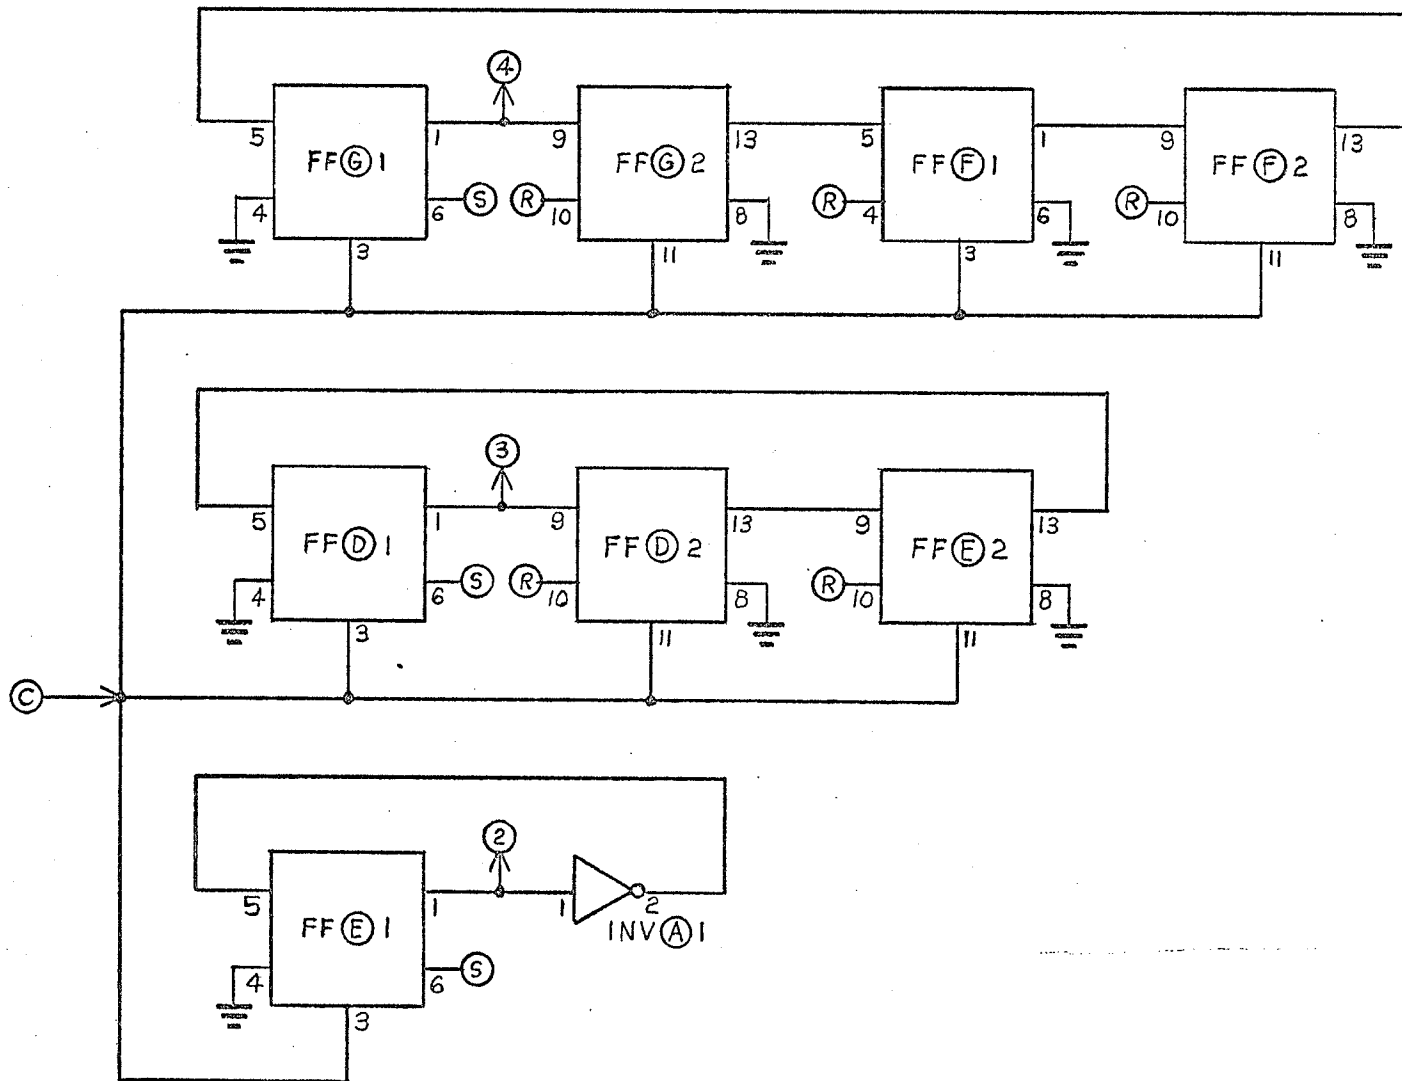 4
5 1 9 13 5 1 9 13
FF G 1 FF G 2 FF F 1 FF F 2
4 6 S R 10 8 R 4 6 R 10 8
3 11 3 11
3
5 1 9 13 9 13
FF D 1 FF D 2 FF E 2
4 6 S R 10 8 R 10 8
3 11 11
C
2
5 1 1 2
FF E 1 INV A 1
4 6 S
3